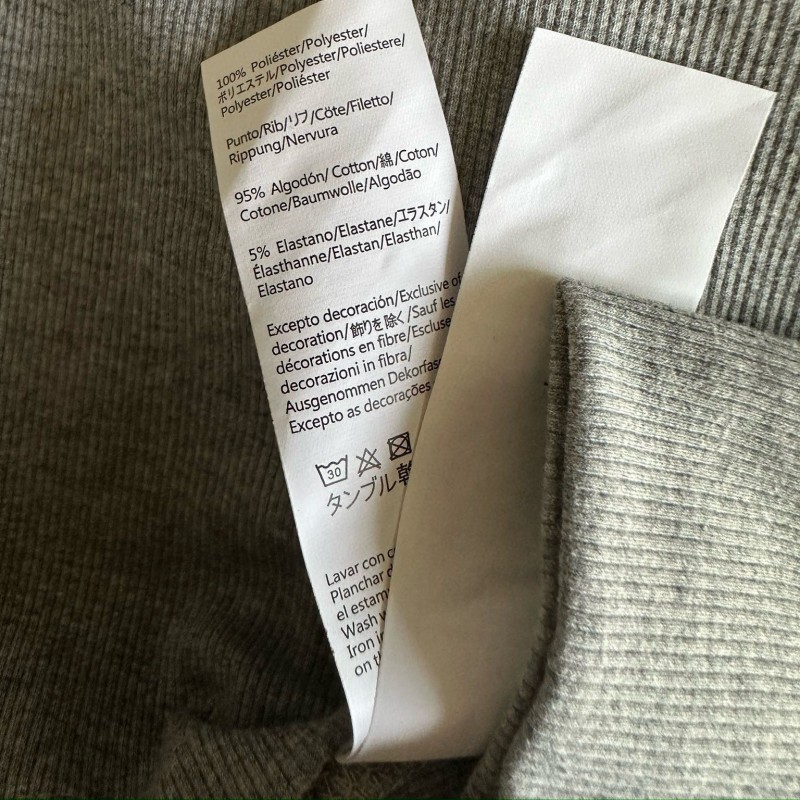 100% Poliéster/Polyester/
ポリエステル/Polyester/Poliestere/
Polyester/Poliéster
Punto/Rib/リブ/Côte/Filetto/
Rippung/Nervura
95% Algodón/ Cotton/綿/Coton/
Cotone/Baumwolle/Algodão
5% Elastano/Elastane/エラスタン/
Élasthanne/Elastan/Elasthan/
Elastano
Excepto decoración/Exclusive of
decoration/飾りを除く/Sauf les
décorations en fibre/Escluse
decorazioni in fibra/
Ausgenommen Dekorfase
Excepto as decorações
30
タンブル乾
Lavar con c
Planchar d
el estam
Wash
Iron i
on t